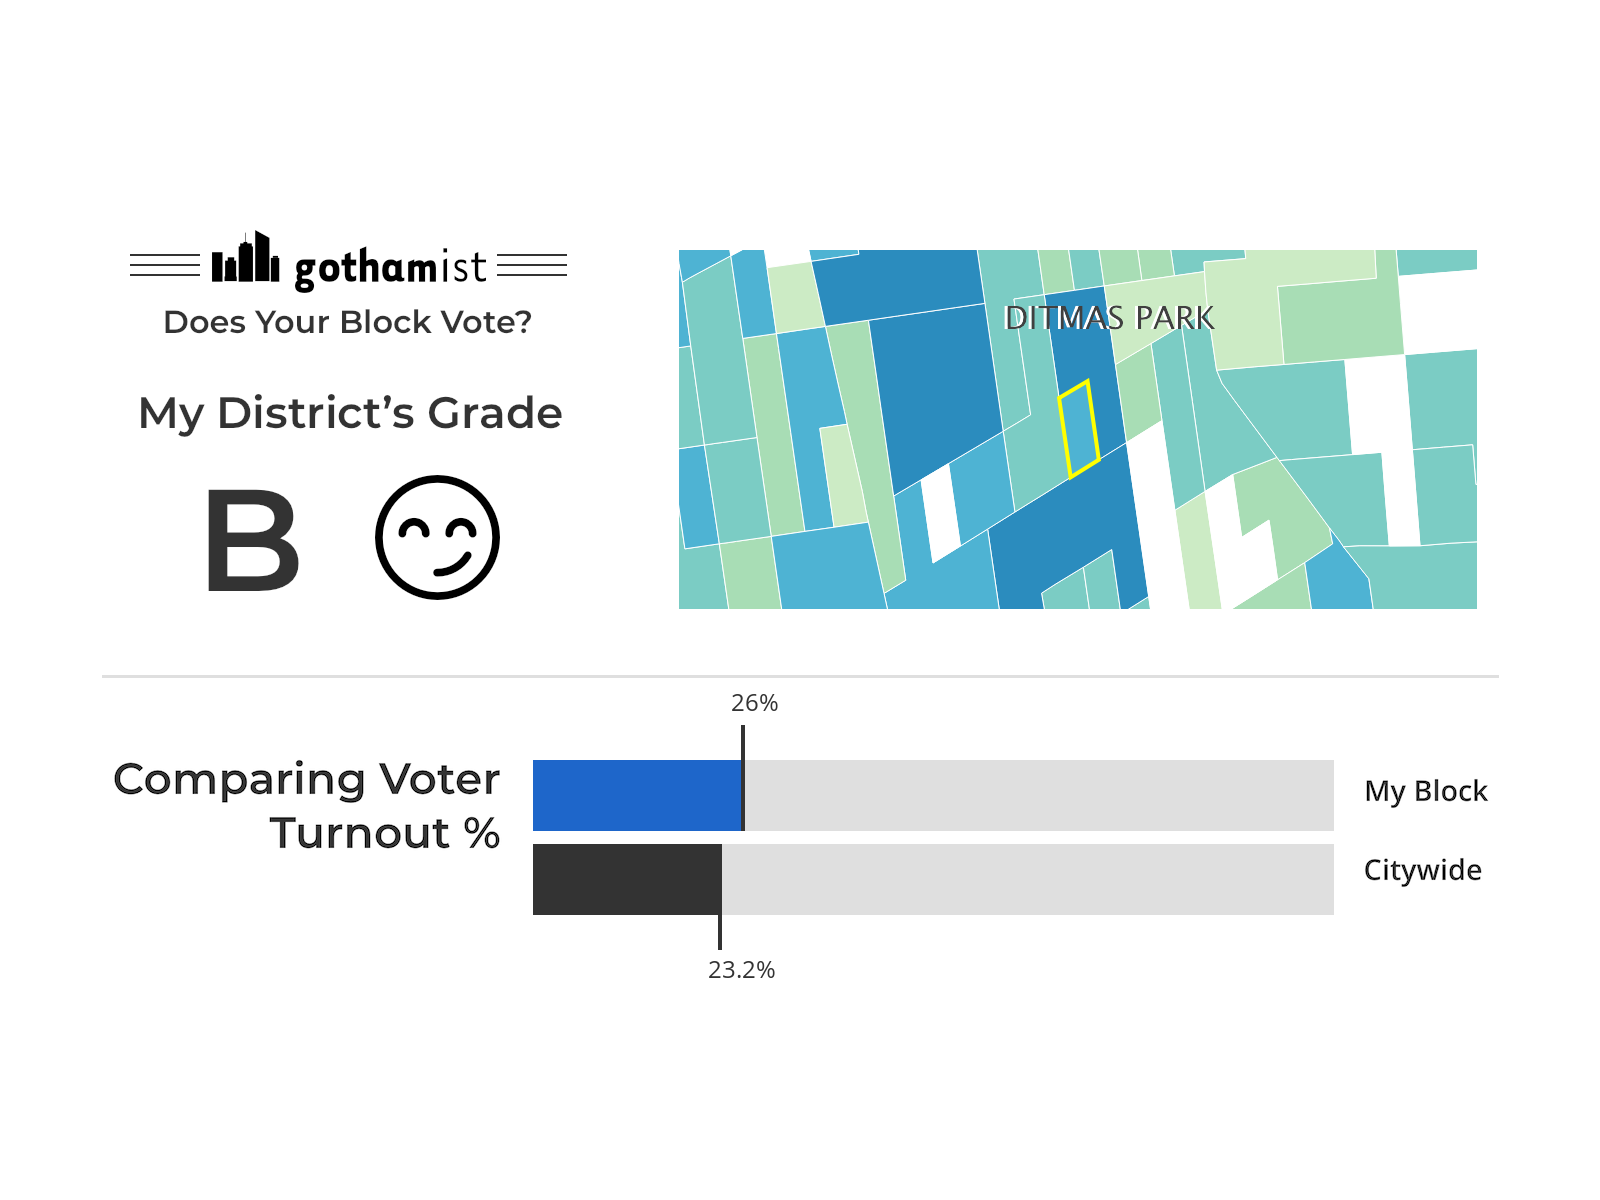 gothamist
Does Your Block Vote?
My District’s Grade
B
DITMAS PARK
26%
Comparing Voter
Turnout %
My Block
Citywide
23.2%